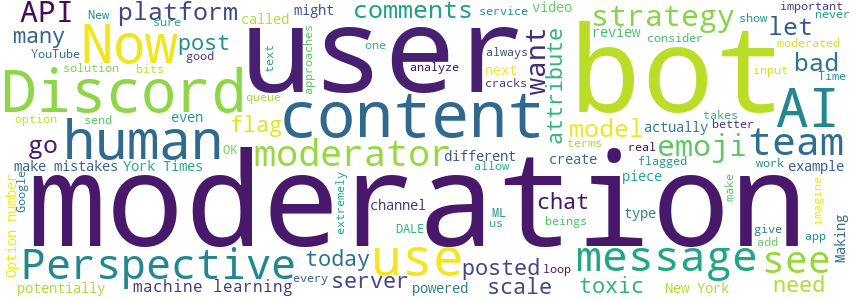 API
many
YouTube
New
sure
platform
post
good
called
Now
solution
bits
option
send
even
Discord
human
go
make mistakes
York Times
flag
OK
queue
text
service
might
comments
video
approaches
one
always
analyze
next
cracks
user
content
moderator
different
allow
want
attribute
strategy
review
consider
show
never
important
let
moderated
bad
input
Time
takes
better
bot
AI
model
actually
terms
flagged
emoji
real
team
work
example
create
piece
moderation
Google
Option number
extremely
channel
DALE
ML
us
chat
beings
type
make
give
add
imagine
app
Making
Perspective
potentially
machine learning
today
every
server
use
powered
posted
scale
loop
message
toxic
New York
see
need